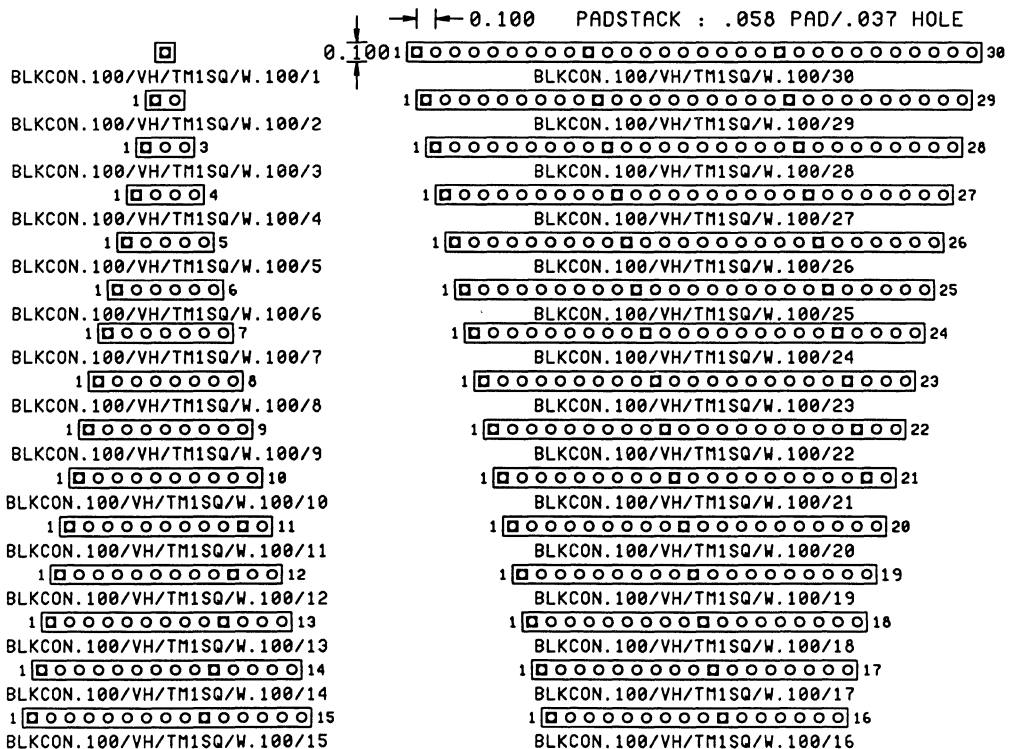 0.100 PADSTACK : .058 PAD/.037 HOLE
0.100
BLKCON.100/VH/TM1SQ/W.100/1
1
BLKCON.100/VH/TM1SQ/W.100/2
1 3
BLKCON.100/VH/TM1SQ/W.100/3
1 4
BLKCON.100/VH/TM1SQ/W.100/4
1 5
BLKCON.100/VH/TM1SQ/W.100/5
1 6
BLKCON.100/VH/TM1SQ/W.100/6
1 7
BLKCON.100/VH/TM1SQ/W.100/7
1 8
BLKCON.100/VH/TM1SQ/W.100/8
1 9
BLKCON.100/VH/TM1SQ/W.100/9
1 10
BLKCON.100/VH/TM1SQ/W.100/10
1 11
BLKCON.100/VH/TM1SQ/W.100/11
1 12
BLKCON.100/VH/TM1SQ/W.100/12
1 13
BLKCON.100/VH/TM1SQ/W.100/13
1 14
BLKCON.100/VH/TM1SQ/W.100/14
1 15
BLKCON.100/VH/TM1SQ/W.100/15
1 30
BLKCON.100/VH/TM1SQ/W.100/30
1 29
BLKCON.100/VH/TM1SQ/W.100/29
1 28
BLKCON.100/VH/TM1SQ/W.100/28
1 27
BLKCON.100/VH/TM1SQ/W.100/27
1 26
BLKCON.100/VH/TM1SQ/W.100/26
1 25
BLKCON.100/VH/TM1SQ/W.100/25
1 24
BLKCON.100/VH/TM1SQ/W.100/24
1 23
BLKCON.100/VH/TM1SQ/W.100/23
1 22
BLKCON.100/VH/TM1SQ/W.100/22
1 21
BLKCON.100/VH/TM1SQ/W.100/21
1 20
BLKCON.100/VH/TM1SQ/W.100/20
1 19
BLKCON.100/VH/TM1SQ/W.100/19
1 18
BLKCON.100/VH/TM1SQ/W.100/18
1 17
BLKCON.100/VH/TM1SQ/W.100/17
1 16
BLKCON.100/VH/TM1SQ/W.100/16